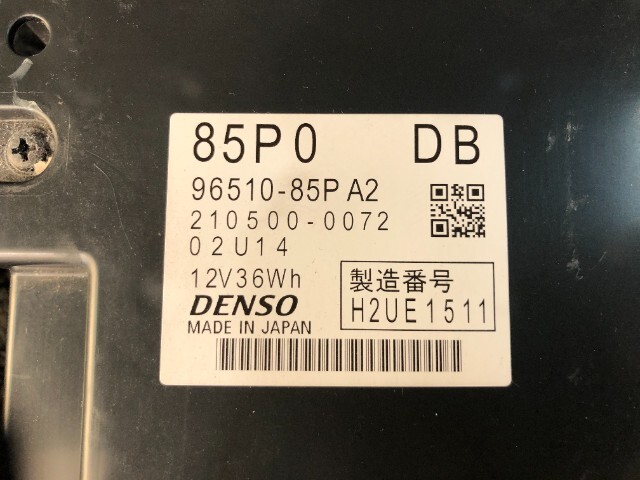 85P0 DB
96510-85P A2
210500-0072
02U14
12V36Wh
DENSO
MADE IN JAPAN
製造番号
H2UE1511